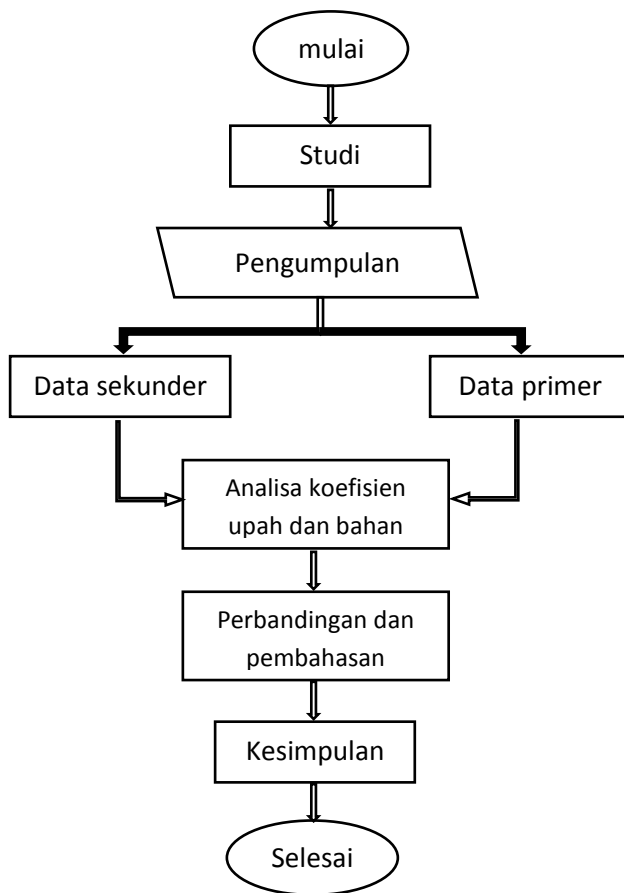 mulai
Studi
Pengumpulan
Data sekunder
Data primer
Analisa koefisien
upah dan bahan
Perbandingan dan
pembahasan
Kesimpulan
Selesai